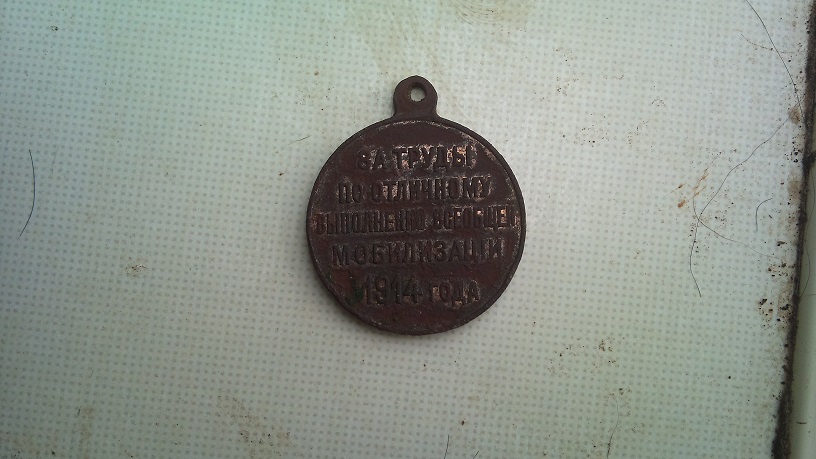 ЗА ТРУДЫ
ПО ОТЛИЧНОМУ
ВЫПОЛНЕНІЮ ВСЕОБЩЕЙ
МОБИЛИЗАЦІИ
1914 ГОДА